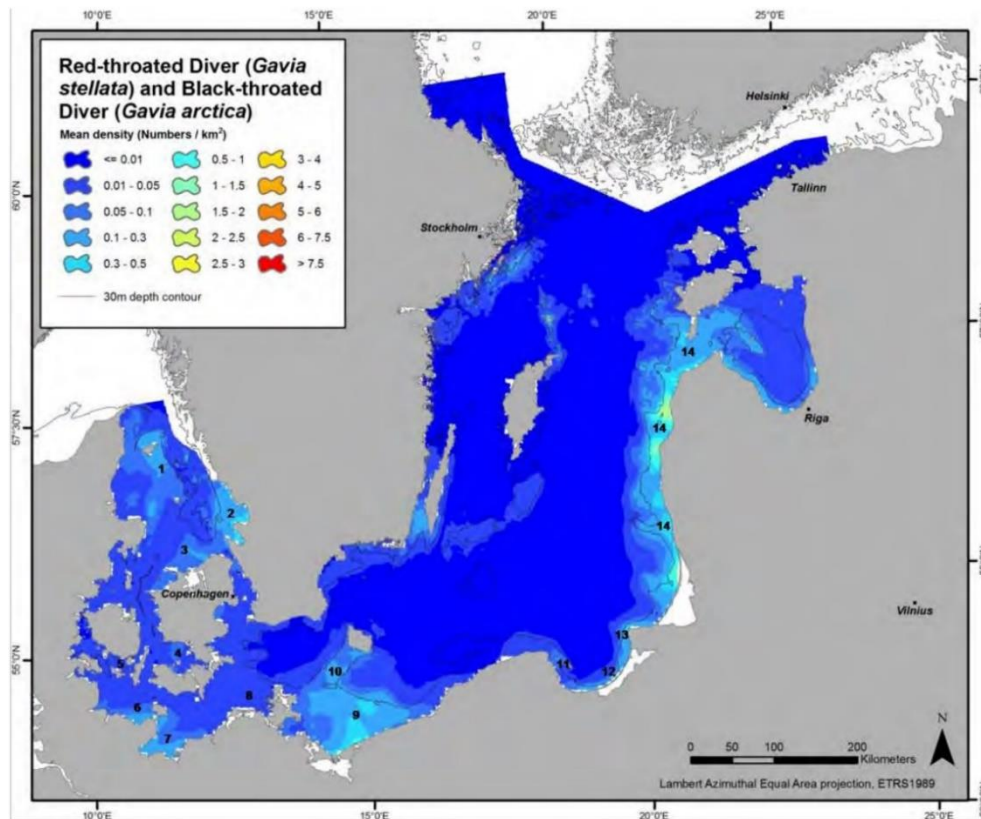 Red-throated Diver (Gavia
stellata) and Black-throated
Diver (Gavia arctica)
Mean density (Numbers / km²)
<= 0.01
0.01 - 0.05
0.05 - 0.1
0.1 - 0.3
0.3 - 0.5
0.5 - 1
1 - 1.5
1.5 - 2
2 - 2.5
2.5 - 3
3 - 4
4 - 5
5 - 6
6 - 7.5
> 7.5
30m depth contour
10°0'E
15°0'E
20°0'E
25°0'E
60°0'N
57°30'N
55°0'N
Helsinki
Tallinn
Stockholm
14
Riga
14
1
2
14
3
Copenhagen
Vilnius
13
4
5
10
11
12
6
8
9
7
N
0 50 100 200
Kilometers
Lambert Azimuthal Equal Area projection, ETRS1989
10°0'E
15°0'E
20°0'E
25°0'E